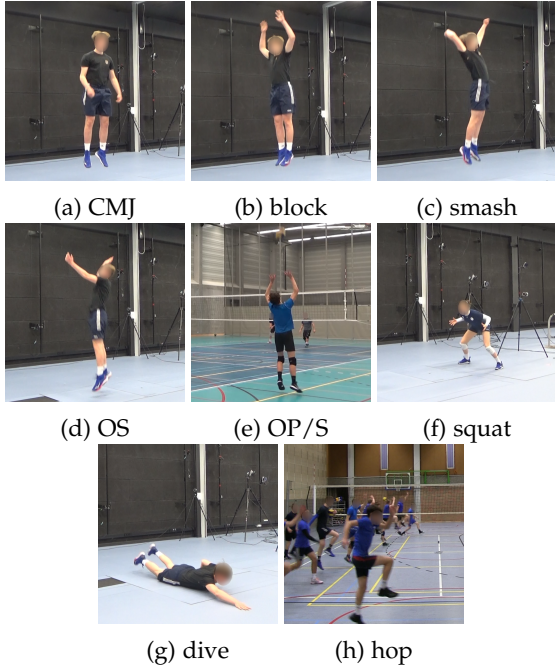 (a) CMJ (b) block (c) smash
(d) OS (e) OP/S (f) squat
(g) dive (h) hop